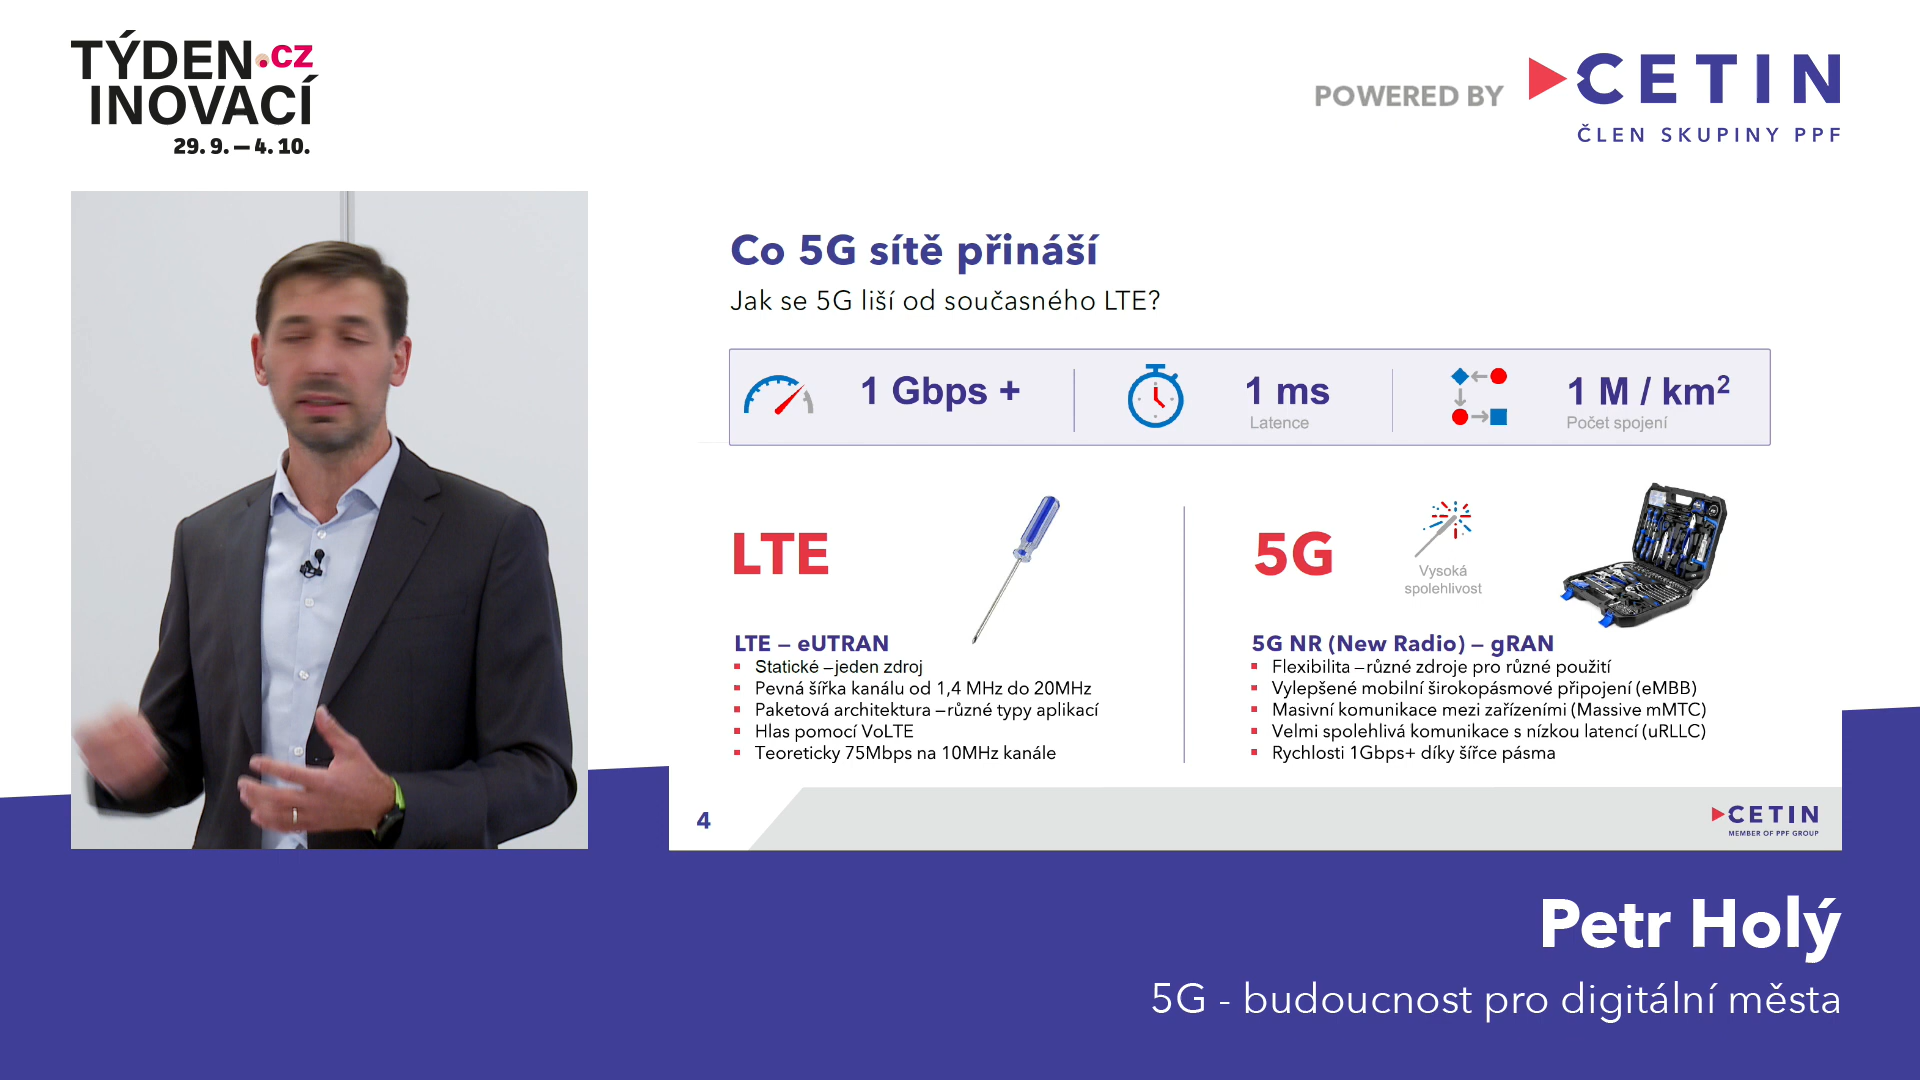 TÝDEN.cz
INOVACÍ
29. 9. – 4. 10.
POWERED BY
CETIN
ČLEN SKUPINY PPF
Co 5G sítě přináší
Jak se 5G liší od současného LTE?
1 Gbps +
1 ms
Latence
1 M / km²
Počet spojení
LTE
LTE – eUTRAN
Statické –jeden zdroj
Pevná šířka kanálu od 1,4 MHz do 20MHz
Paketová architektura –různé typy aplikací
Hlas pomocí VoLTE
Teoreticky 75Mbps na 10MHz kanále
5G
Vysoká
spolehlivost
5G NR (New Radio) – gRAN
Flexibilita –různé zdroje pro různé použití
Vylepšené mobilní širokopásmové připojení (eMBB)
Masivní komunikace mezi zařízeními (Massive mMTC)
Velmi spolehlivá komunikace s nízkou latencí (uRLLC)
Rychlosti 1Gbps+ díky šířce pásma
4
CETIN
MEMBER OF PPF GROUP
Petr Holý
5G - budoucnost pro digitální města